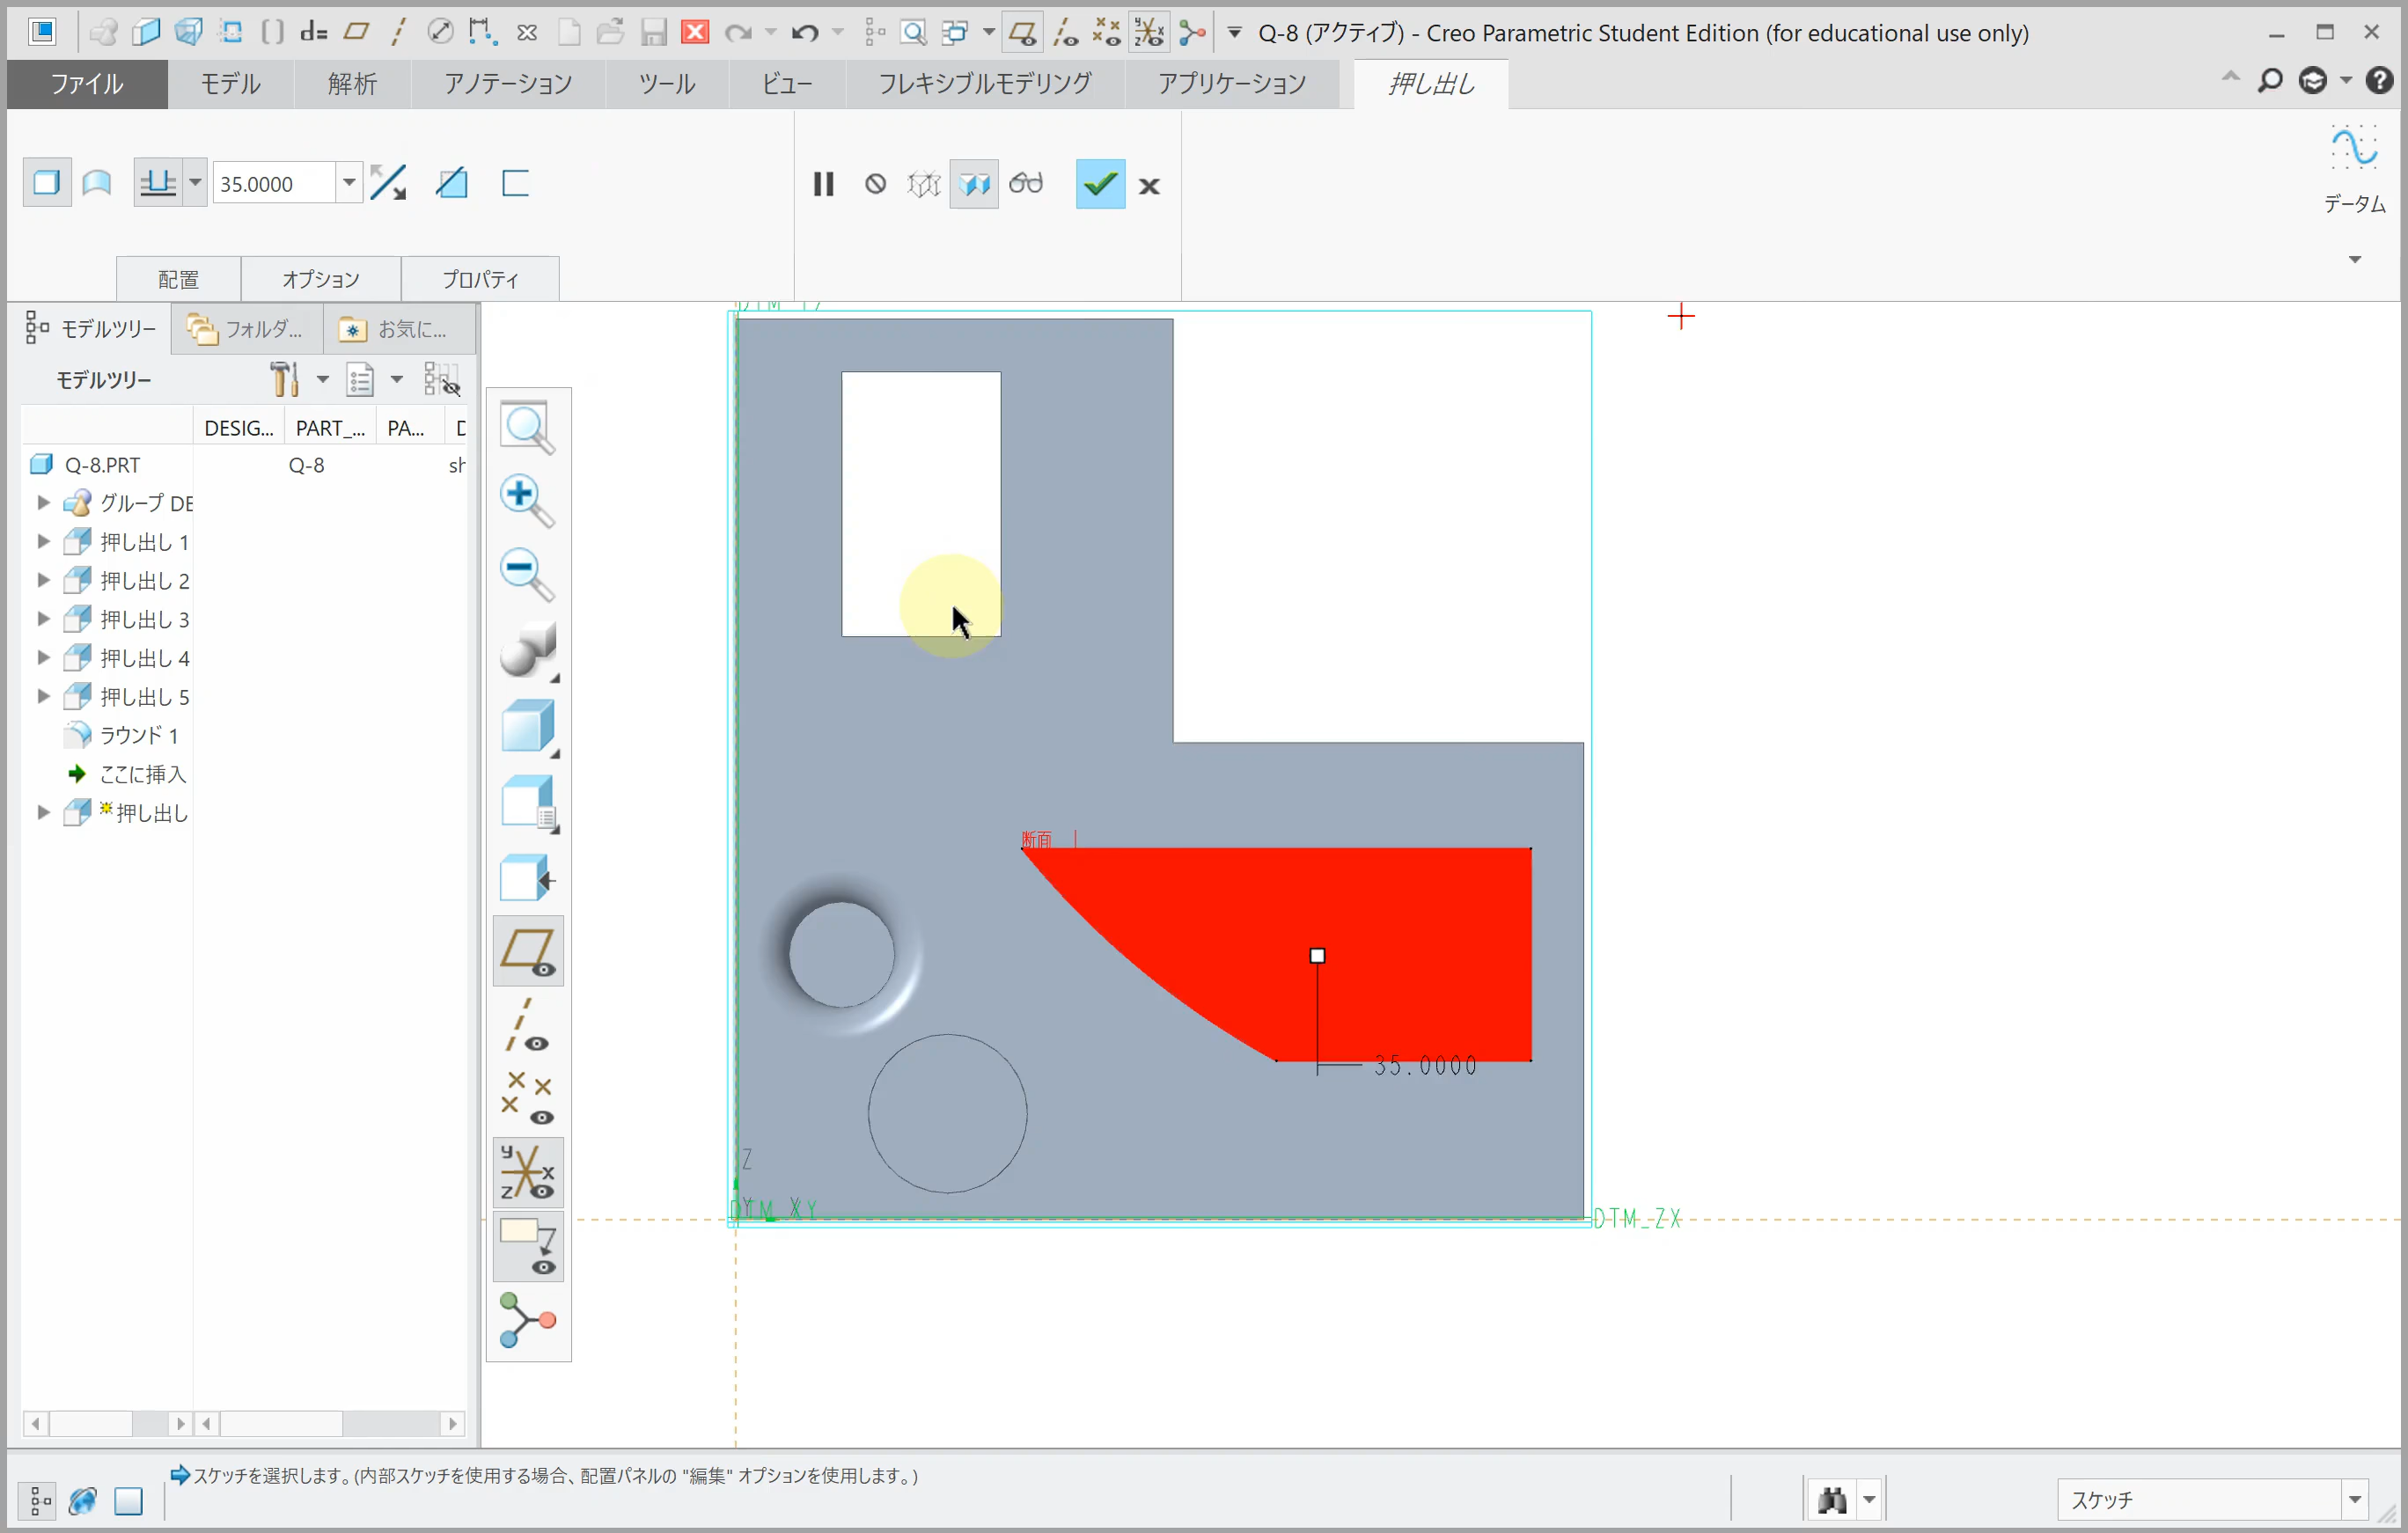 d=
Q-8 (アクティブ) - Creo Parametric Student Edition (for educational use only)
ファイル
モデル
解析
アノテーション
ツール
ビュー
フレキシブルモデリング
アプリケーション
押し出し
35.0000
データム
配置
オプション
プロパティ
モデルツリー
フォルダ...
お気に...
モデルツリー
DESIG...
PART_...
PA...
Q-8.PRT
Q-8
グループ DE
押し出し 1
押し出し 2
押し出し 3
押し出し 4
押し出し 5
ラウンド 1
ここに挿入
押し出し
断面
35.0000
Z
DTM_XY
DTM_ZX
スケッチを選択します。(内部スケッチを使用する場合、配置パネルの "編集" オプションを使用します。)
スケッチ